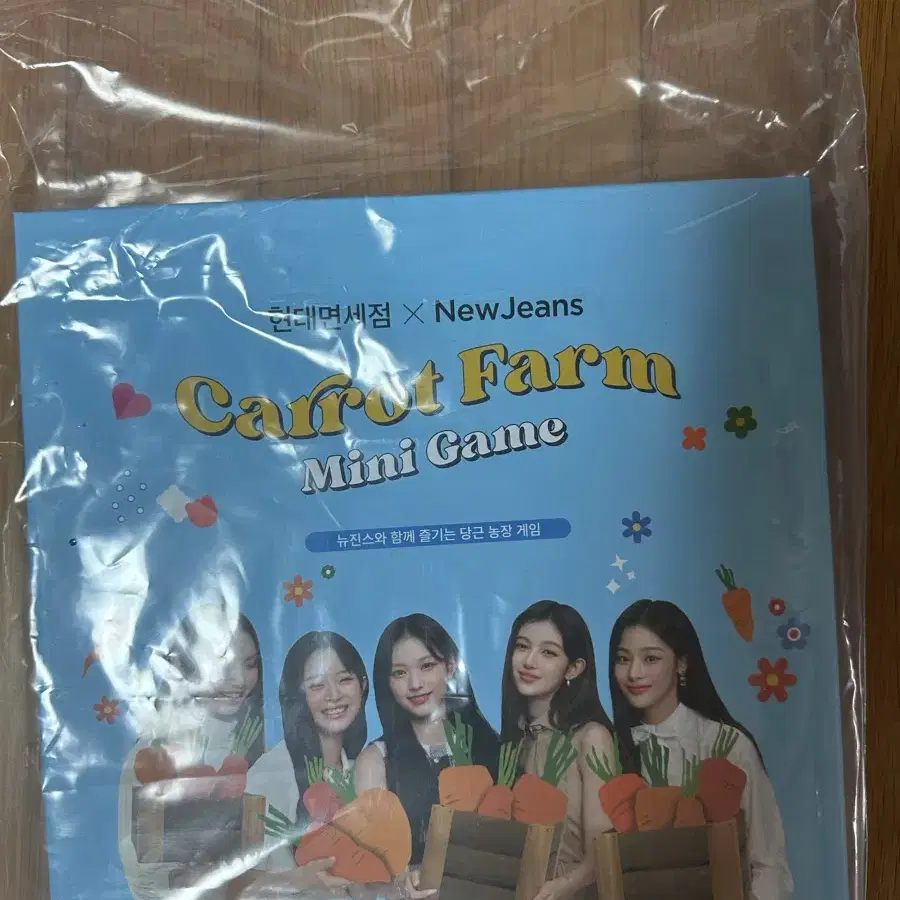 현대면세점 × NewJeans
Carrot Farm
Mini Game
뉴진스와 함께 즐기는 당근 농장 게임